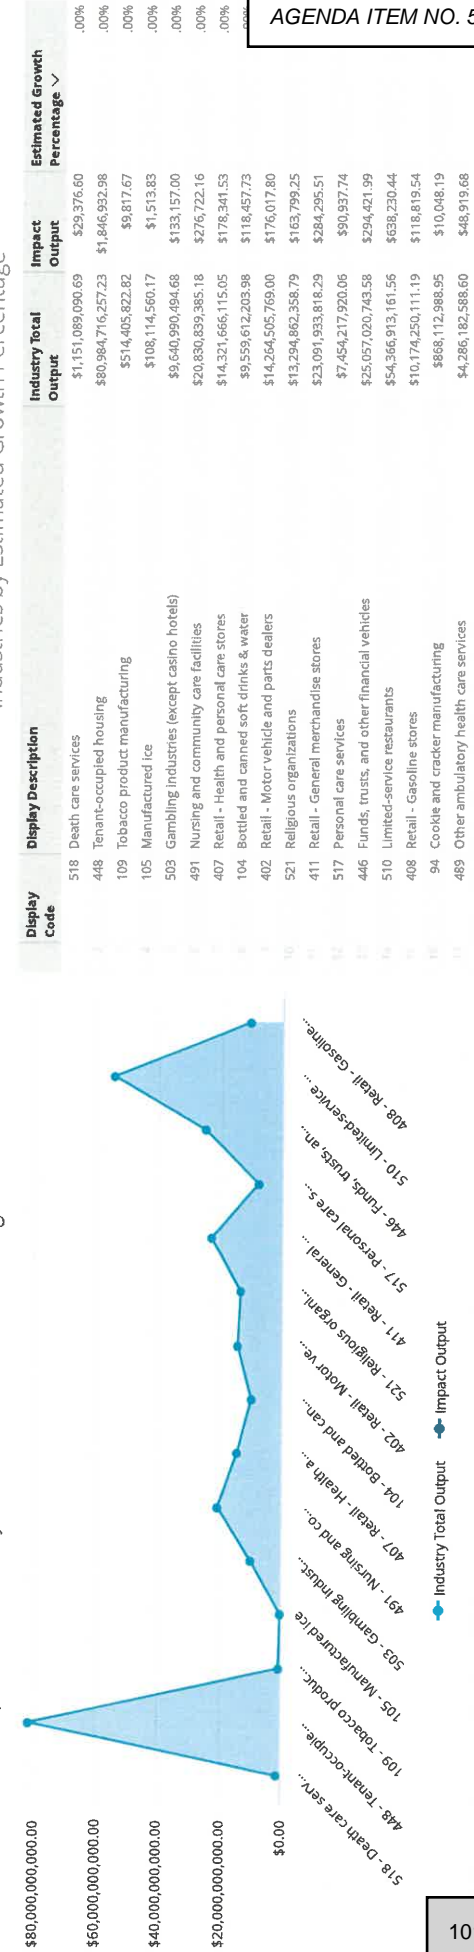 AGENDA ITEM NO. 5
Industries by Estimated Growth Percentage
$80,000,000,000.00
$60,000,000,000.00
$40,000,000,000.00
$20,000,000,000.00
$0.00
518 - Death care serv...
448 - Tenant-occupie...
109 - Tobacco produc...
105 - Manufactured ice
503 - Gambling indust...
491 - Nursing and co...
407 - Retail - Health a...
104 - Bottled and can...
402 - Retail - Motor ve...
521 - Religious organi...
411 - Retail - General ...
517 - Personal care s...
446 - Funds, trusts, an...
510 - Limited-service ...
408 - Retail - Gasoline...
Industry Total Output Impact Output
Display Code Display Description Industry Total Output Impact Output Estimated Growth Percentage
518 Death care services $1,151,089,090.69 $29,376.60 .00%
448 Tenant-occupied housing $80,984,716,257.23 $1,846,932.98 .00%
109 Tobacco product manufacturing $514,405,822.82 $9,817.67 .00%
105 Manufactured ice $108,114,560.17 $1,513.83 .00%
503 Gambling industries (except casino hotels) $9,640,990,494.68 $133,157.00 .00%
491 Nursing and community care facilities $20,830,839,385.18 $276,722.16 .00%
407 Retail - Health and personal care stores $14,321,666,115.05 $178,341.53 .00%
104 Bottled and canned soft drinks & water $9,559,612,203.98 $118,457.73
402 Retail - Motor vehicle and parts dealers $14,264,505,769.00 $176,017.80
521 Religious organizations $13,294,862,358.79 $163,799.25
411 Retail - General merchandise stores $23,091,933,818.29 $284,295.51
517 Personal care services $7,454,217,920.06 $90,937.74
446 Funds, trusts, and other financial vehicles $25,057,020,743.58 $294,421.99
510 Limited-service restaurants $54,366,913,161.56 $638,230.44
408 Retail - Gasoline stores $10,174,250,111.19 $118,819.54
94 Cookie and cracker manufacturing $868,112,988.95 $10,048.19
489 Other ambulatory health care services $4,286,182,588.60 $48,919.68
10